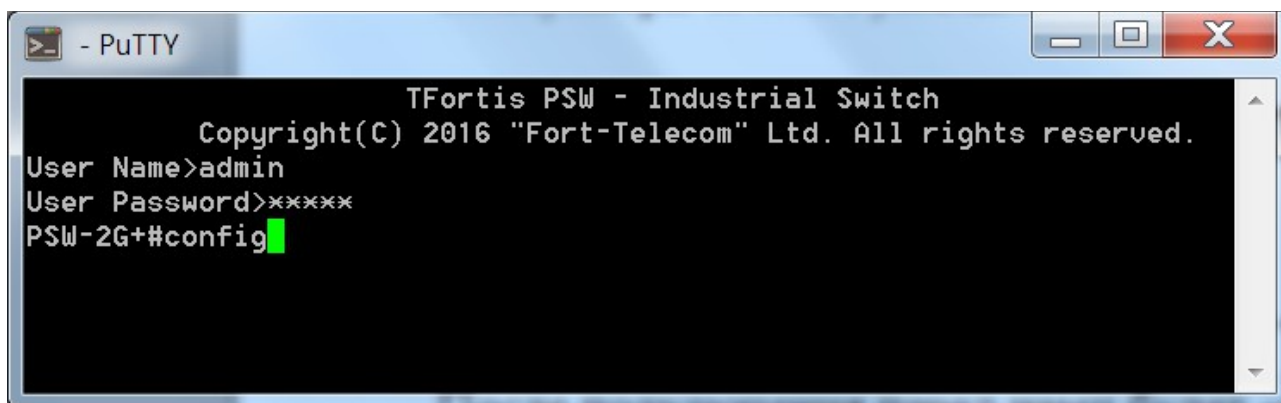 - PuTTY
TFortis PSW - Industrial Switch
Copyright(C) 2016 "Fort-Telecom" Ltd. All rights reserved.
User Name>admin
User Password>*****
PSW-2G+#config